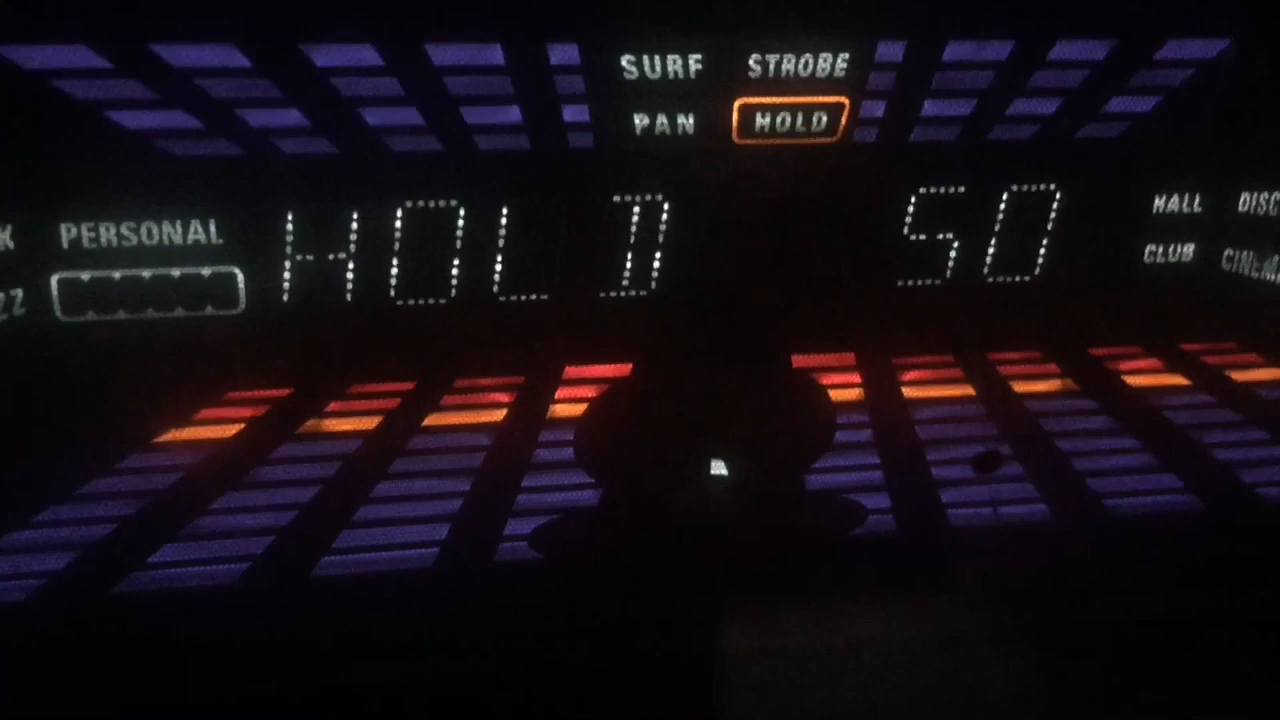 SURF STROBE
PAN HOLD
PERSONAL
HOLD 50
HALL
CLUB